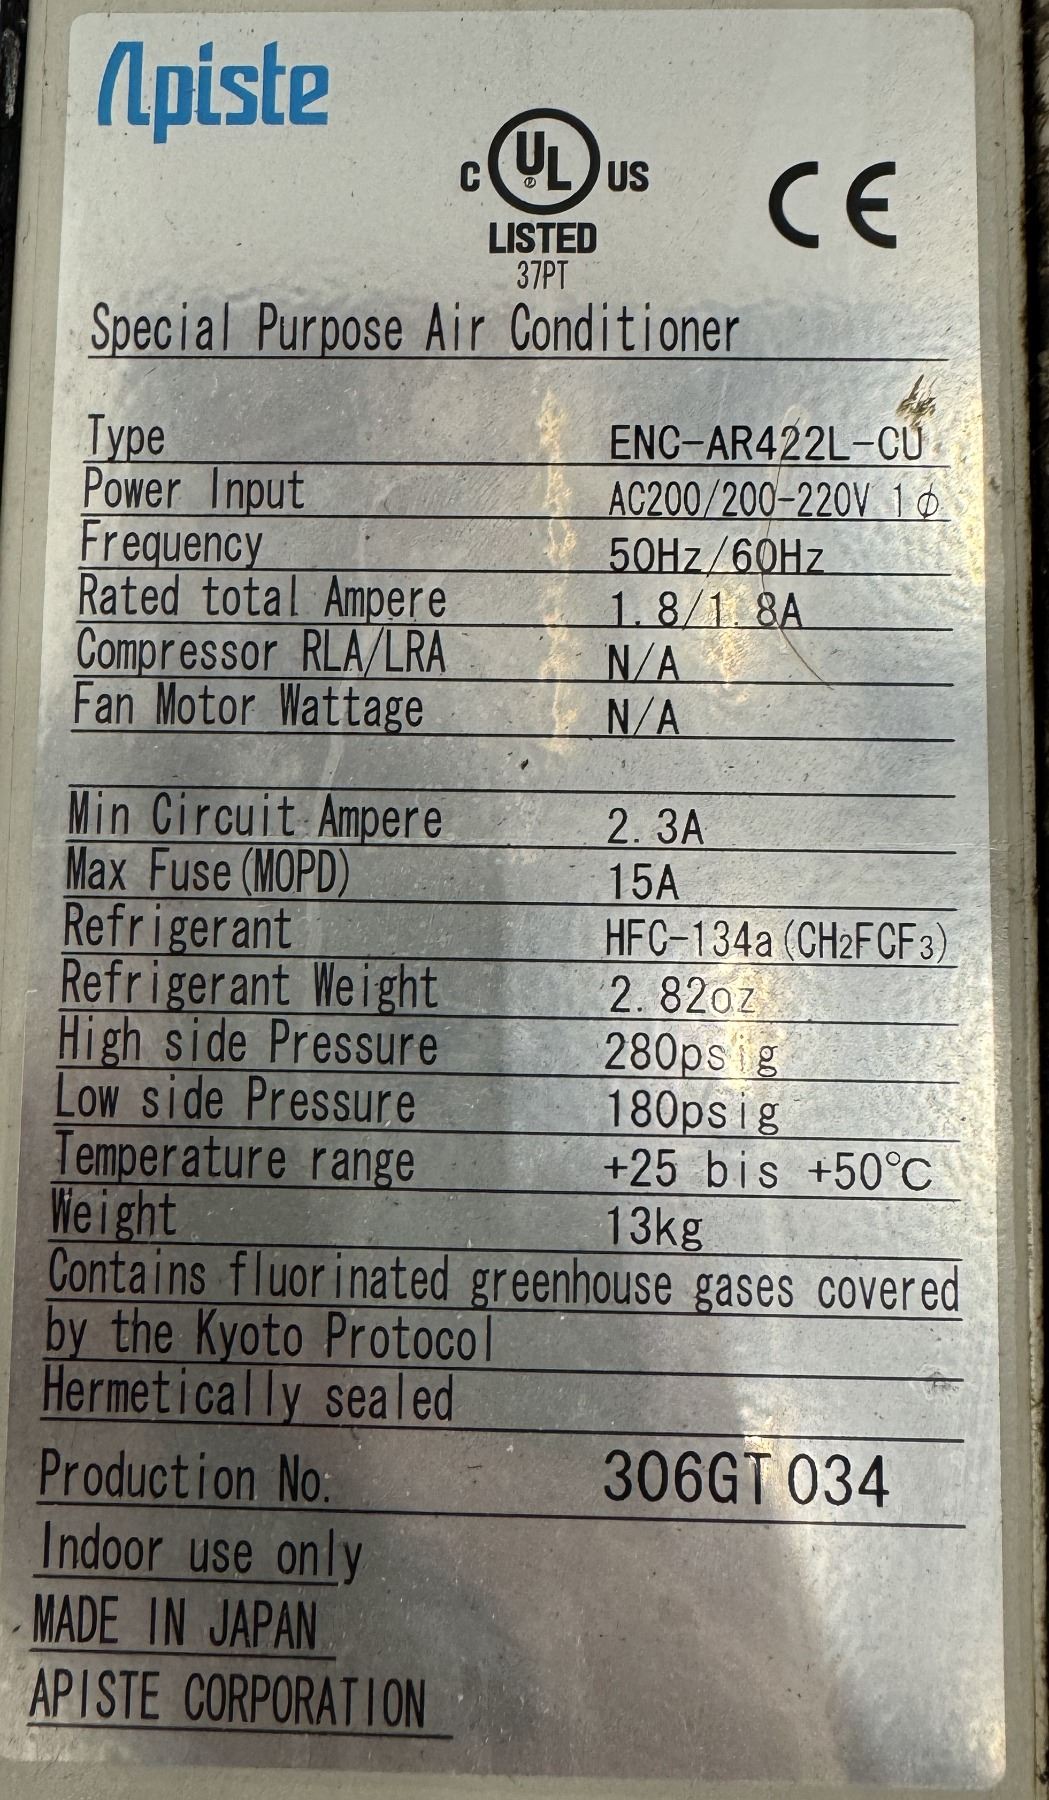 Apiste
C UL US
LISTED
37PT
CE
Special Purpose Air Conditioner
Type ENC-AR422L-CU
Power Input AC200/200-220V 1ϕ
Frequency 50Hz/60Hz
Rated total Ampere 1.8/1.8A
Compressor RLA/LRA N/A
Fan Motor Wattage N/A
Min Circuit Ampere 2.3A
Max Fuse(MOPD) 15A
Refrigerant HFC-134a(CH2FCF3)
Refrigerant Weight 2.82oz
High side Pressure 280psig
Low side Pressure 180psig
Temperature range +25 bis +50℃
Weight 13kg
Contains fluorinated greenhouse gases covered
by the Kyoto Protocol
Hermetically sealed
Production No. 306GT034
Indoor use only
MADE IN JAPAN
APISTE CORPORATION